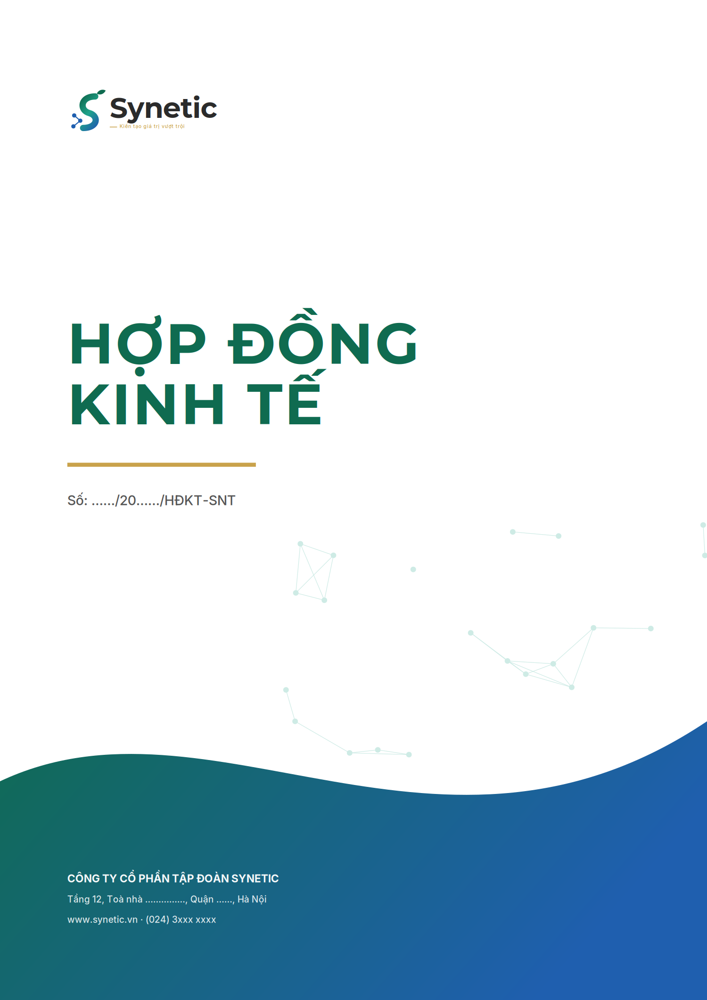 Synetic
Kiến tạo giá trị vượt trội
HỢP ĐỒNG
KINH TẾ
Số: ....../20....../HĐKT-SNT
CÔNG TY CỔ PHẦN TẬP ĐOÀN SYNETIC
Tầng 12, Toà nhà ..............., Quận ......, Hà Nội
www.synetic.vn · (024) 3xxx xxxx